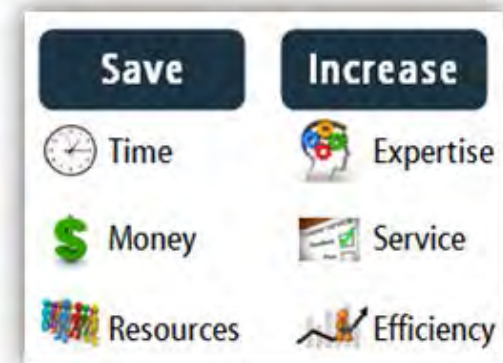 Save
Time
Money
Resources
Increase
Expertise
Service
Efficiency